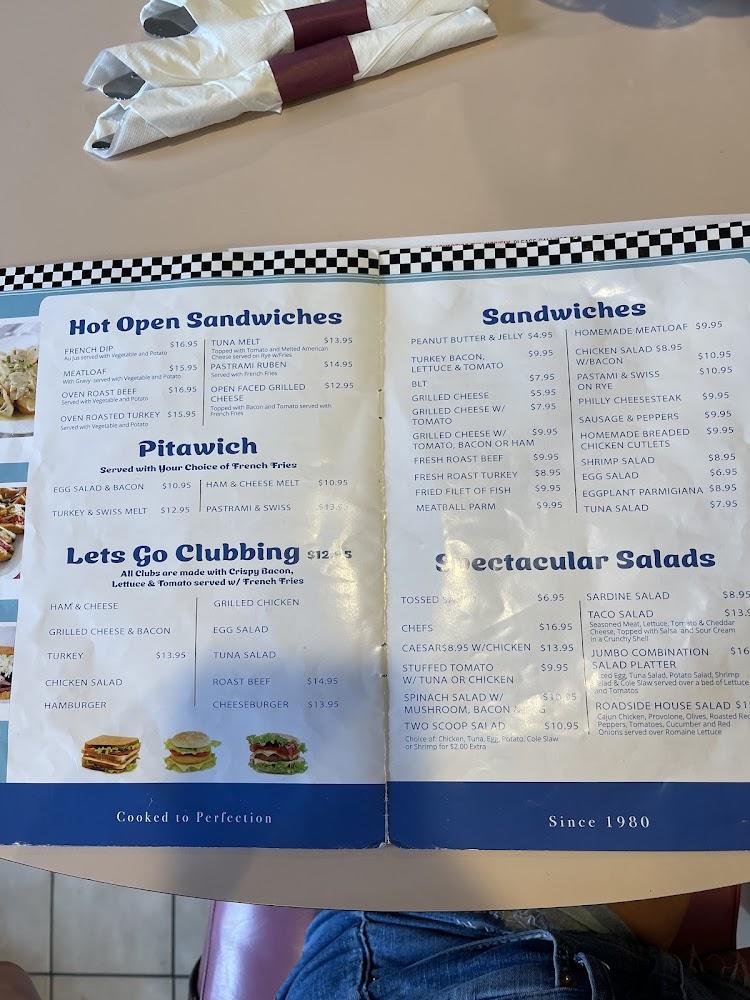 Hot Open Sandwiches
FRENCH DIP $16.95
Au Jus served with Vegetable and Potato
MEATLOAF $15.95
With Gravy served with Vegetable and Potato
OVEN ROAST BEEF $16.95
Served with Vegetable and Potato
OVEN ROASTED TURKEY $15.95
Served with Vegetable and Potato
TUNA MELT $13.95
Topped with Tomato and Melted American
Cheese served on Rye w/Fries
PASTRAMI RUBEN $14.95
Served with French Fries
OPEN FACED GRILLED $12.95
CHEESE
Topped with Bacon and Tomato served with
French Fries
Pitawich
Served with Your Choice of French Fries
EGG SALAD & BACON $10.95
TURKEY & SWISS MELT $12.95
HAM & CHEESE MELT $10.95
PASTRAMI & SWISS $13.95
Lets Go Clubbing $12.95
All Clubs are made with Crispy Bacon,
Lettuce & Tomato served w/ French Fries
HAM & CHEESE
GRILLED CHEESE & BACON
TURKEY $13.95
CHICKEN SALAD
HAMBURGER
GRILLED CHICKEN
EGG SALAD
TUNA SALAD
ROAST BEEF $14.95
CHEESEBURGER $13.95
Cooked to Perfection
Sandwiches
PEANUT BUTTER & JELLY $4.95
TURKEY BACON, $9.95
LETTUCE & TOMATO
BLT $7.95
GRILLED CHEESE $5.95
GRILLED CHEESE W/ $7.95
TOMATO
GRILLED CHEESE W/ $9.95
TOMATO, BACON OR HAM
FRESH ROAST BEEF $9.95
FRESH ROAST TURKEY $8.95
FRIED FILET OF FISH $9.95
MEATBALL PARM $9.95
HOMEMADE MEATLOAF $9.95
CHICKEN SALAD $8.95
W/BACON $10.95
PASTAMI & SWISS $10.95
ON RYE
PHILLY CHEESESTEAK $9.95
SAUSAGE & PEPPERS $9.95
HOMEMADE BREADED $9.95
CHICKEN CUTLETS
SHRIMP SALAD $8.95
EGG SALAD $6.95
EGGPLANT PARMIGIANA $8.95
TUNA SALAD $7.95
Spectacular Salads
TOSSED $6.95
CHEFS $16.95
CAESAR$8.95 W/CHICKEN $13.95
STUFFED TOMATO $9.95
W/ TUNA OR CHICKEN
SPINACH SALAD W/ $10.95
MUSHROOM, BACON &
TWO SCOOP SALAD $10.95
Choice of: Chicken, Tuna, Egg, Potato, Cole Slaw
or Shrimp for $2.00 Extra
SARDINE SALAD $8.95
TACO SALAD
Seasoned Meat, Lettuce, Tomato & Cheddar
Cheese, Topped with Salsa and Sour Cream
in a Crunchy Shell
JUMBO COMBINATION
SALAD PLATTER
Egg, Tuna Salad, Potato Salad, Shrimp
Salad & Cole Slaw served over a bed of Lettuce
and Tomatoes
ROADSIDE HOUSE SALAD
Cajun Chicken, Provolone, Olives, Roasted Red
Peppers, Tomatoes, Cucumber and Red
Onions served over Romaine Lettuce
Since 1980